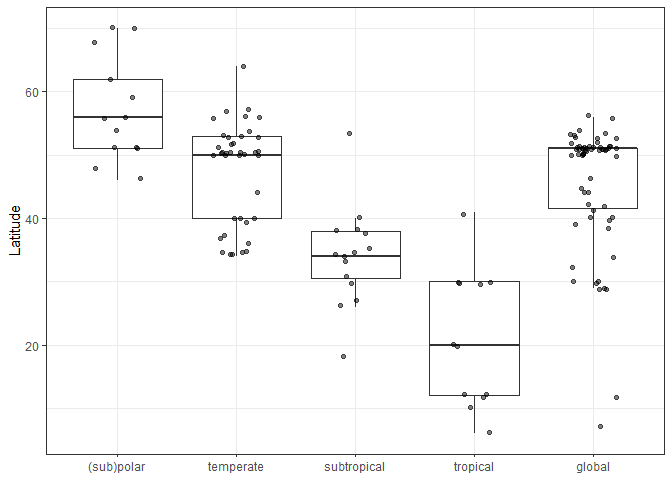 Latitude
60
40
20
(sub)polar
temperate
subtropical
tropical
global